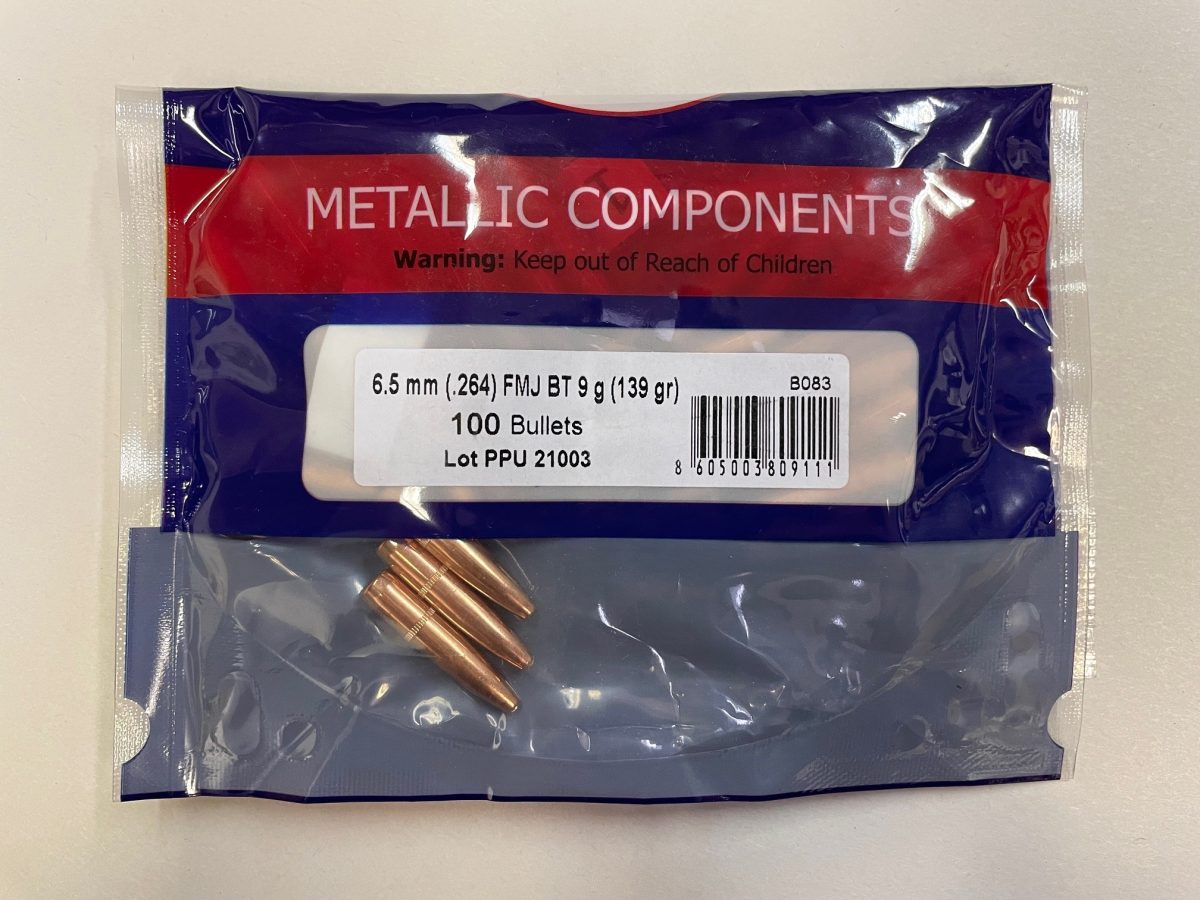 METALLIC COMPONENTS
Warning: Keep out of Reach of Children
6.5 mm (.264) FMJ BT 9 g (139 gr)
B083
100 Bullets
Lot PPU 21003
8 605003 809111